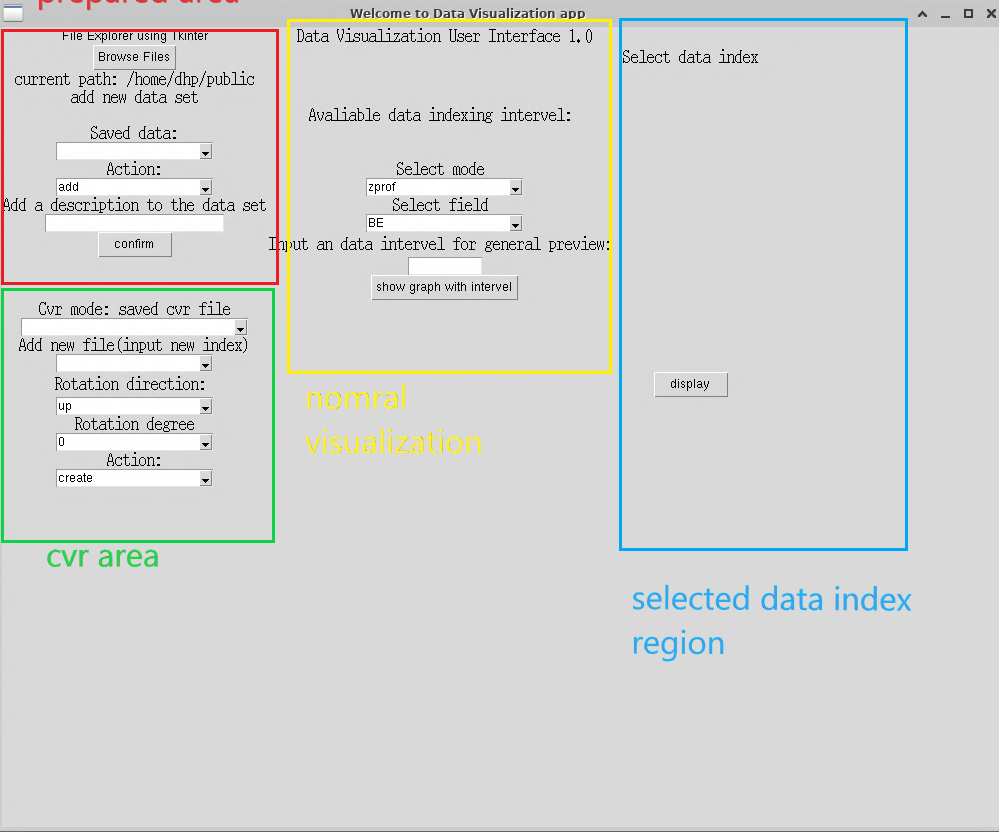 prepared area
Welcome to Data Visualization app
File Explorer using Tkinter
Browse Files
current path: /home/dhp/public
add new data set
Saved data:
Action:
add
Add a description to the data set
confirm
Cvr mode: saved cvr file
Add new file(input new index)
Rotation direction:
up
Rotation degree
0
Action:
create
cvr area
Data Visualization User Interface 1.0
Avaliable data indexing intervel:
Select mode
zprof
Select field
BE
Input an data intervel for general preview:
show graph with intervel
nomral
visualization
Select data index
display
selected data index
region